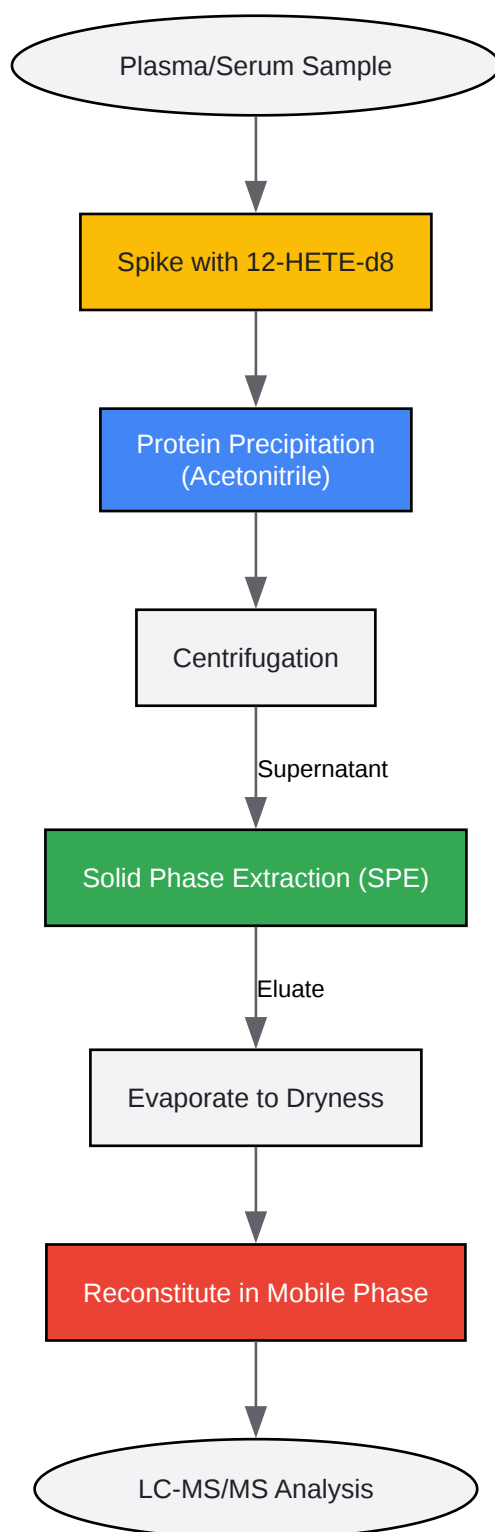 Plasma/Serum Sample
Spike with 12-HETE-d8
Protein Precipitation
(Acetonitrile)
Centrifugation
Supernatant
Solid Phase Extraction (SPE)
Eluate
Evaporate to Dryness
Reconstitute in Mobile Phase
LC-MS/MS Analysis